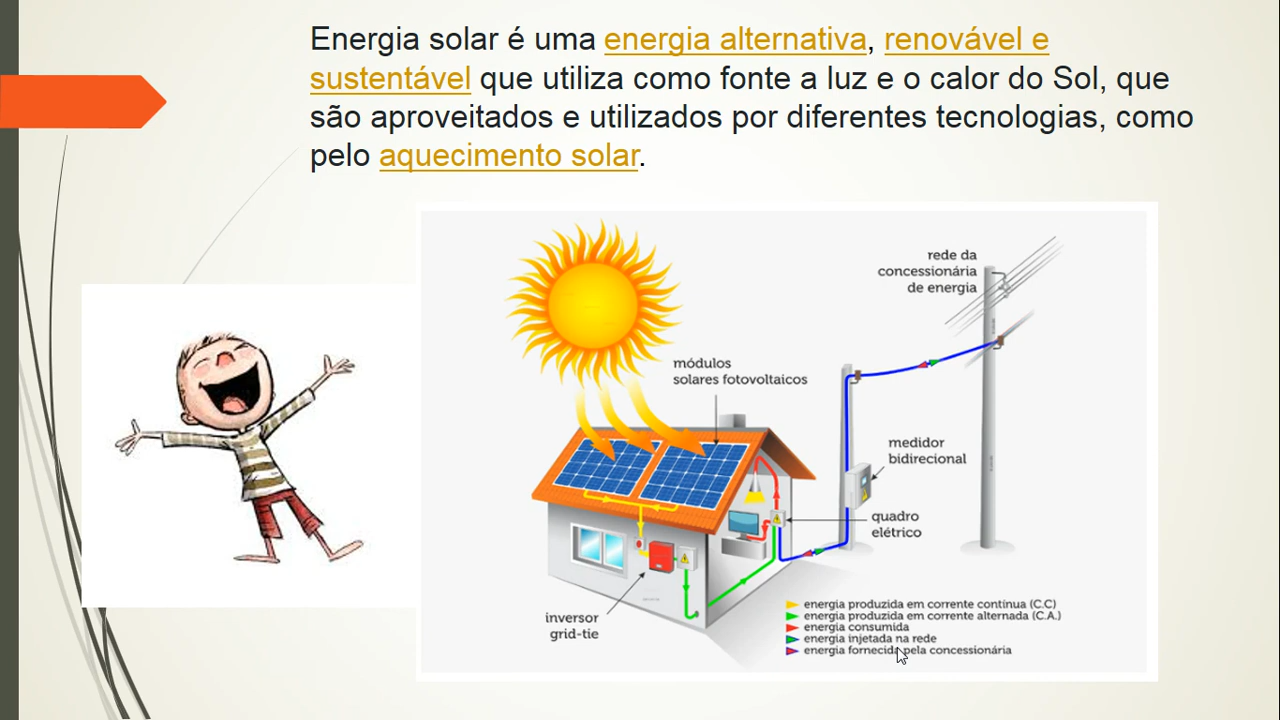 Energia solar é uma energia alternativa, renovável e
sustentável que utiliza como fonte a luz e o calor do Sol, que
são aproveitados e utilizados por diferentes tecnologias, como
pelo aquecimento solar.
rede da
concessionária
de energia
módulos
solares fotovoltaicos
medidor
bidirecional
quadro
elétrico
inversor
grid-tie
energia produzida em corrente contínua (C.C)
energia produzida em corrente alternada (C.A.)
energia consumida
energia injetada na rede
energia fornecida pela concessionária